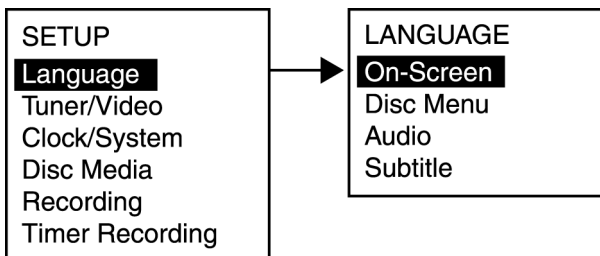 SETUP
Language
Tuner/Video
Clock/System
Disc Media
Recording
Timer Recording
LANGUAGE
On-Screen
Disc Menu
Audio
Subtitle